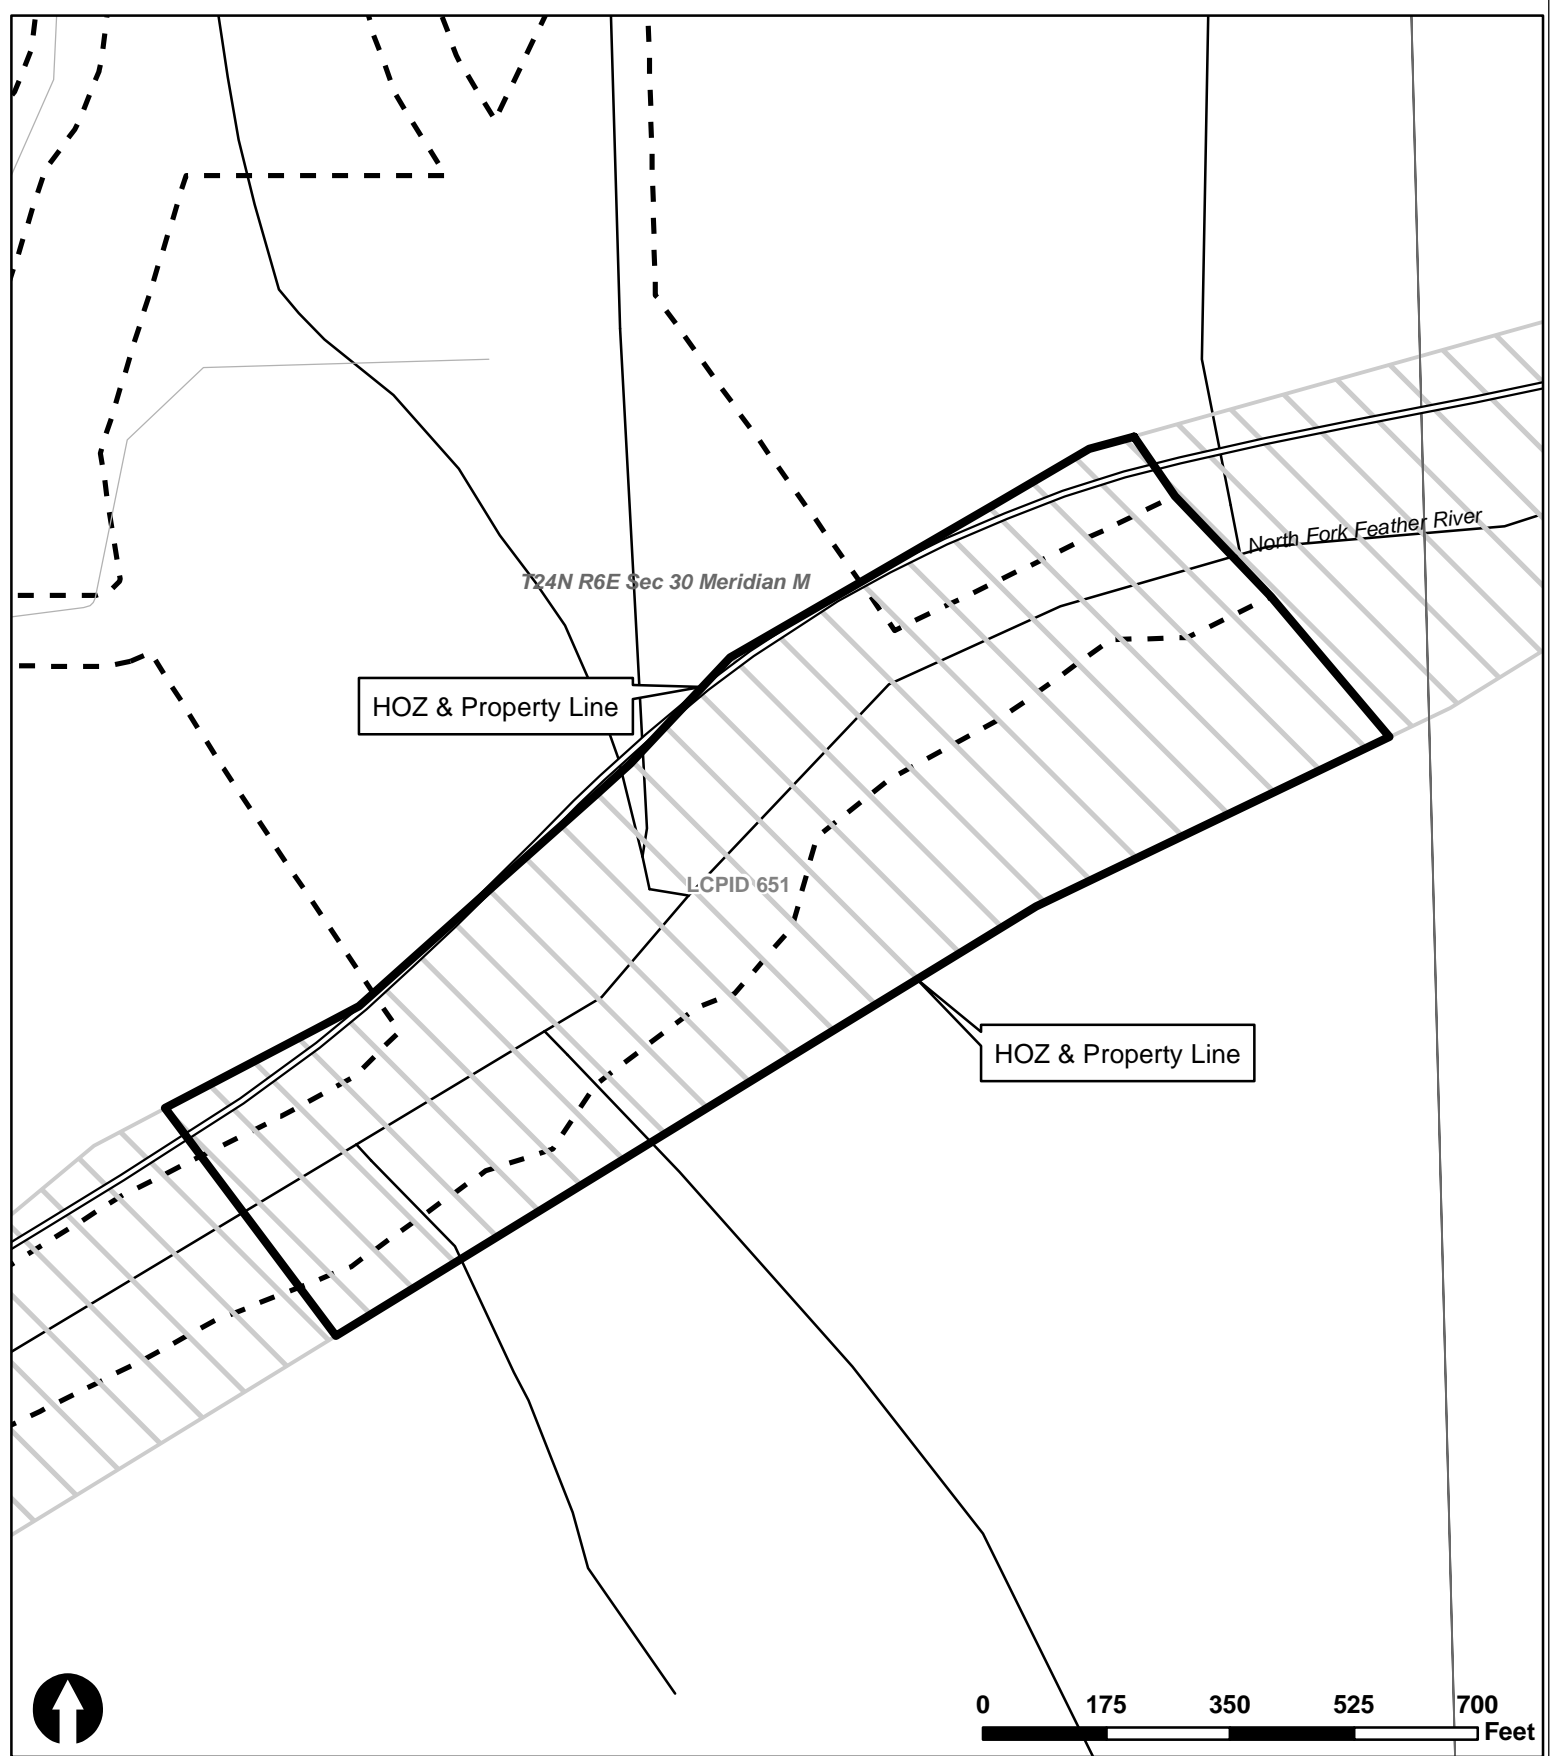 North Fork Feather River
T24N R6E Sec 30 Meridian M
HOZ & Property Line
LCPID 651
HOZ & Property Line
0 175 350 525 700
Feet